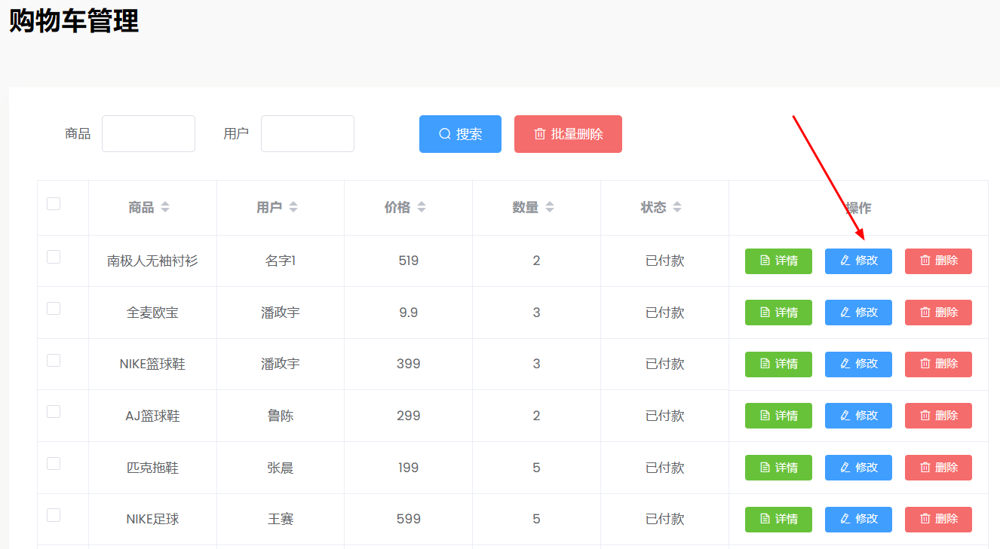 购物车管理
商品 用户 搜索 批量删除
商品 用户 价格 数量 状态 操作
南极人无袖衬衫 名字1 519 2 已付款 详情 修改 删除
全麦欧宝 潘政宇 9.9 3 已付款 详情 修改 删除
NIKE篮球鞋 潘政宇 399 3 已付款 详情 修改 删除
AJ篮球鞋 鲁陈 299 2 已付款 详情 修改 删除
匹克拖鞋 张晨 199 5 已付款 详情 修改 删除
NIKE足球 王赛 599 5 已付款 详情 修改 删除